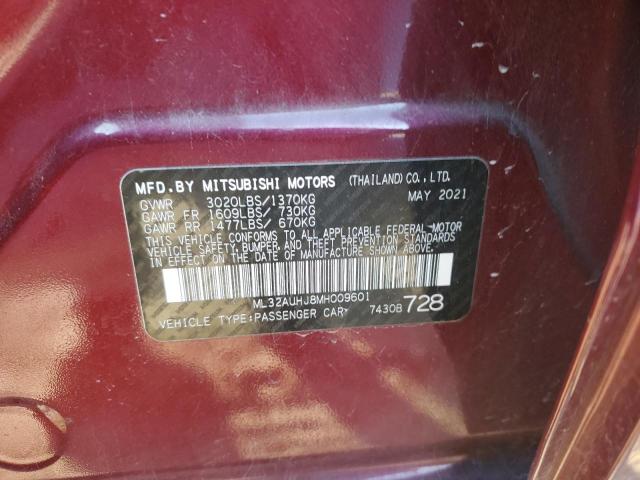 MFD.BY MITSUBISHI MOTORS (THAILAND)CO.,LTD.
GVWR 3020LBS/1370KG MAY 2021
GAWR FR 1609LBS/ 730KG
GAWR RR 1477LBS/ 670KG
THIS VEHICLE CONFORMS TO ALL APPLICABLE FEDERAL MOTOR
VEHICLE SAFETY, BUMPER, AND THEFT PREVENTION STANDARDS
IN EFFECT ON THE DATE OF MANUFACTURE SHOWN ABOVE.
ML32AUHJ8MH009601
VEHICLE TYPE:PASSENGER CAR 7430B 728